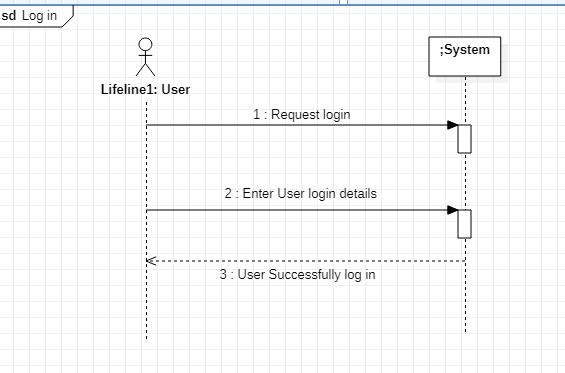 sd Log in
;System
Lifeline1: User
1 : Request login
2 : Enter User login details
3 : User Successfully log in